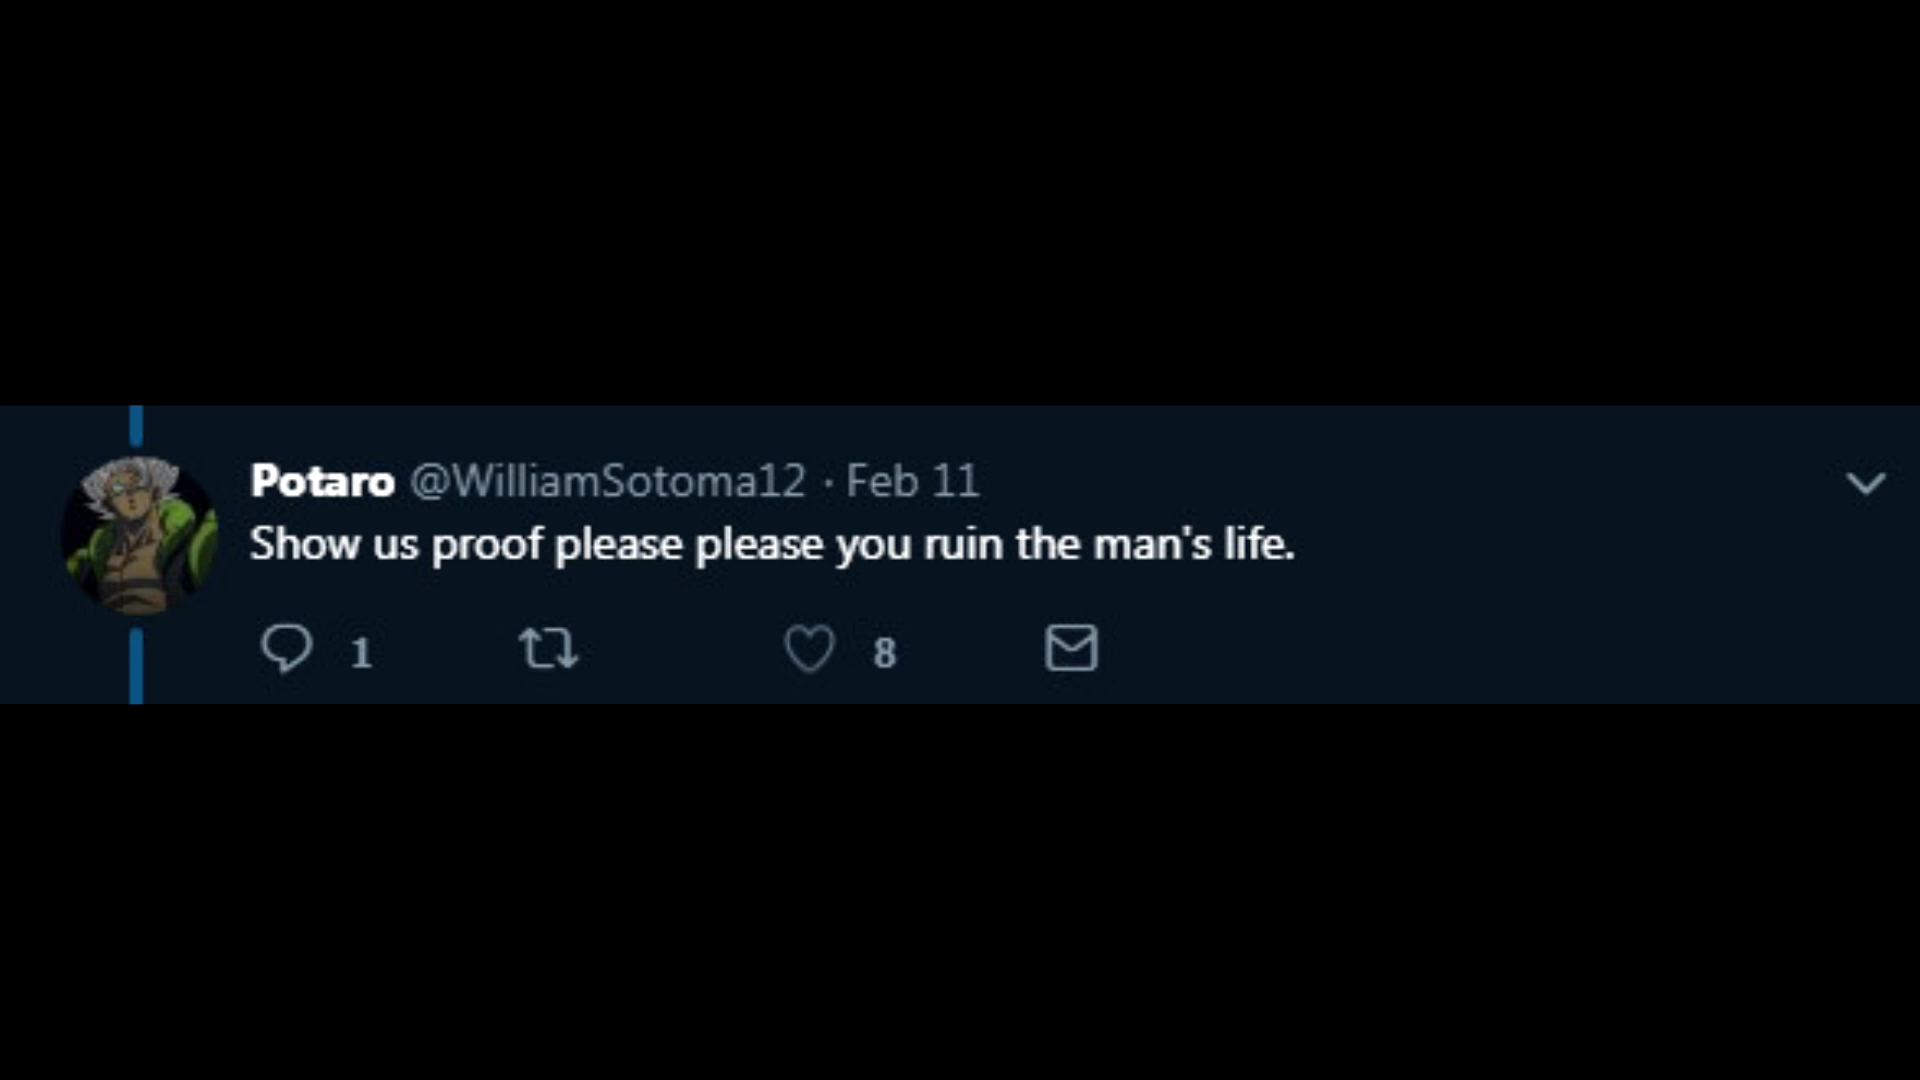 Potaro @WilliamSotoma12 · Feb 11
Show us proof please please you ruin the man's life.
1 8